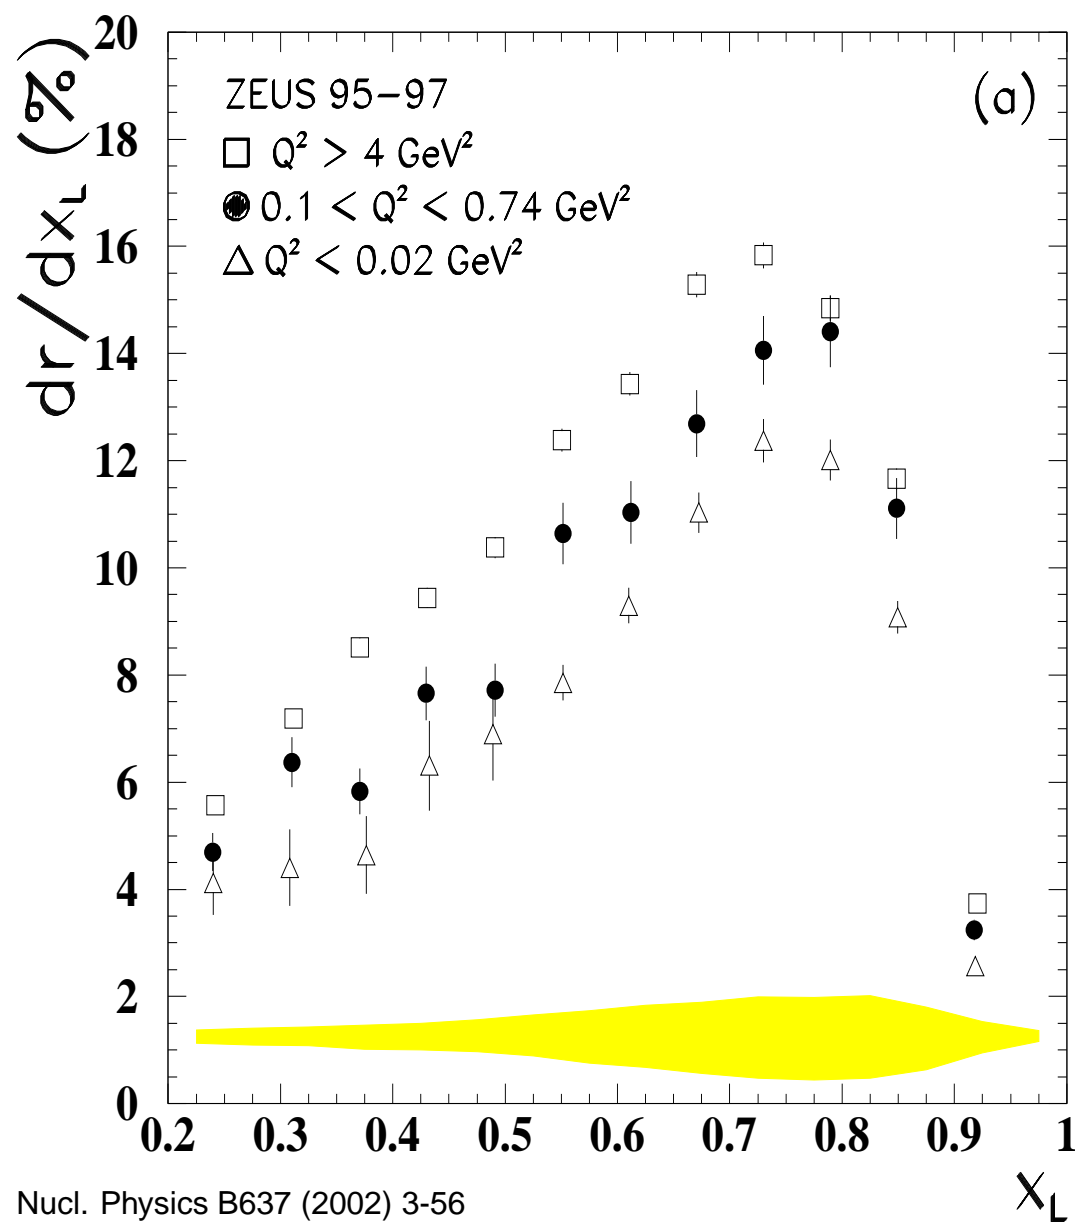 dr/dx_L (%)
20
18
16
14
12
10
8
6
4
2
0
ZEUS 95-97
(a)
Q² > 4 GeV²
0.1 < Q² < 0.74 GeV²
Q² < 0.02 GeV²
0.2 0.3 0.4 0.5 0.6 0.7 0.8 0.9 1
x_L
Nucl. Physics B637 (2002) 3-56